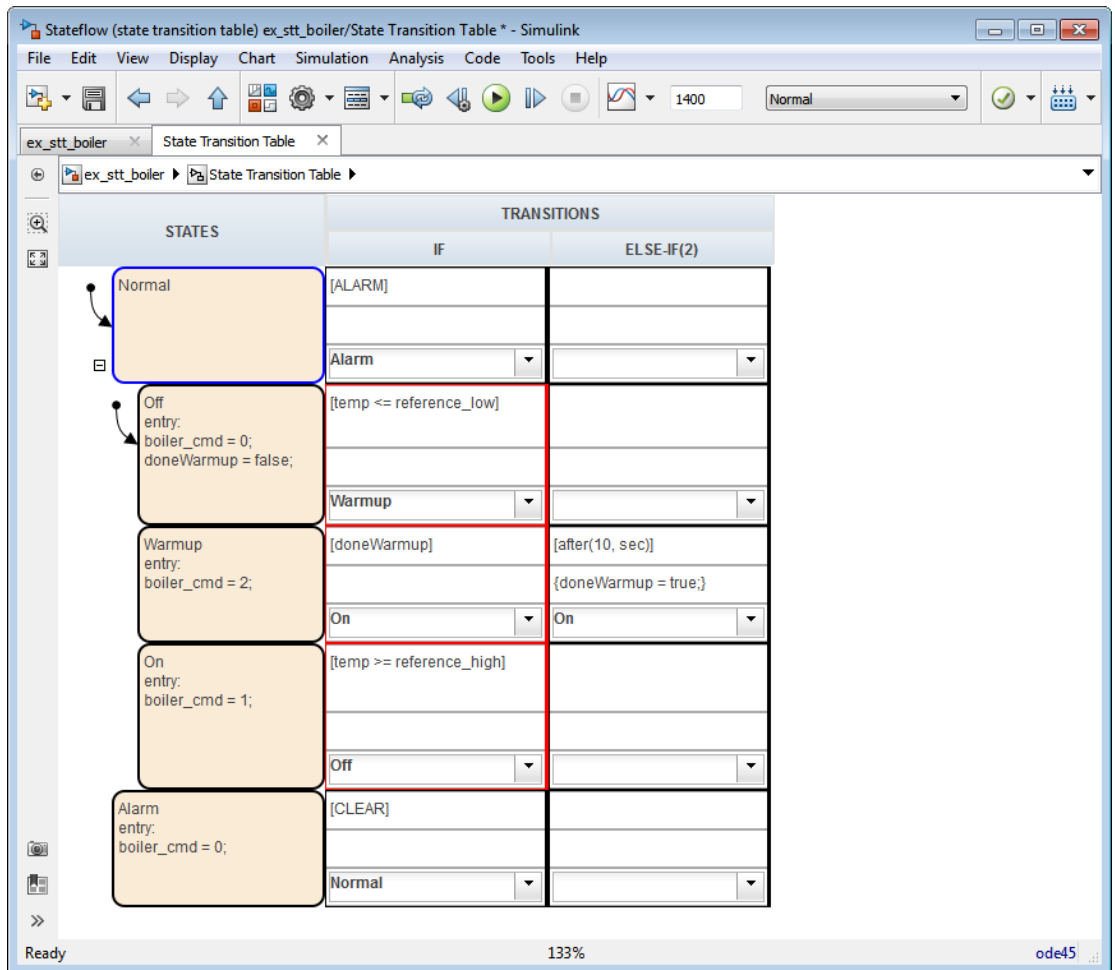 Stateflow (state transition table) ex_stt_boiler/State Transition Table * - Simulink
File Edit View Display Chart Simulation Analysis Code Tools Help
1400 Normal
ex_stt_boiler State Transition Table
ex_stt_boiler State Transition Table
STATES
TRANSITIONS
IF ELSE-IF(2)
Normal
[ALARM]
Alarm
Off
entry:
boiler_cmd = 0;
doneWarmup = false;
[temp <= reference_low]
Warmup
Warmup
entry:
boiler_cmd = 2;
[doneWarmup]
On
[after(10, sec)]
{doneWarmup = true;}
On
On
entry:
boiler_cmd = 1;
[temp >= reference_high]
Off
Alarm
entry:
boiler_cmd = 0;
[CLEAR]
Normal
Ready 133% ode45